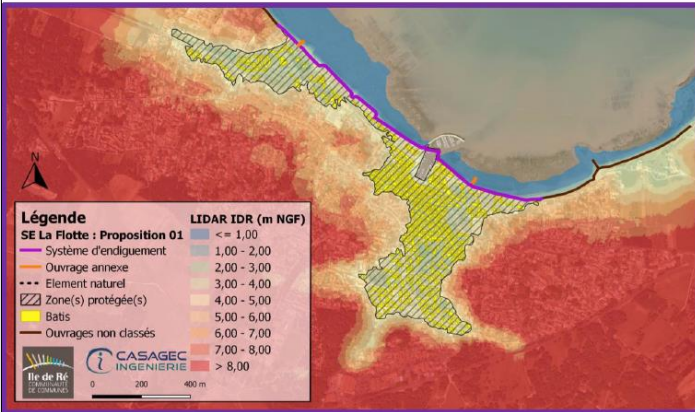 N
Légende
SE La Flotte : Proposition 01
Système d'endiguement
Ouvrage annexe
Element naturel
Zone(s) protégée(s)
Batis
Ouvrages non classés
LIDAR IDR (m NGF)
<= 1,00
1,00 - 2,00
2,00 - 3,00
3,00 - 4,00
4,00 - 5,00
5,00 - 6,00
6,00 - 7,00
7,00 - 8,00
> 8,00
Ile de Ré
COMMUNAUTÉ
DE COMMUNES
CASAGEC
INGENIERIE
0 200 400 m